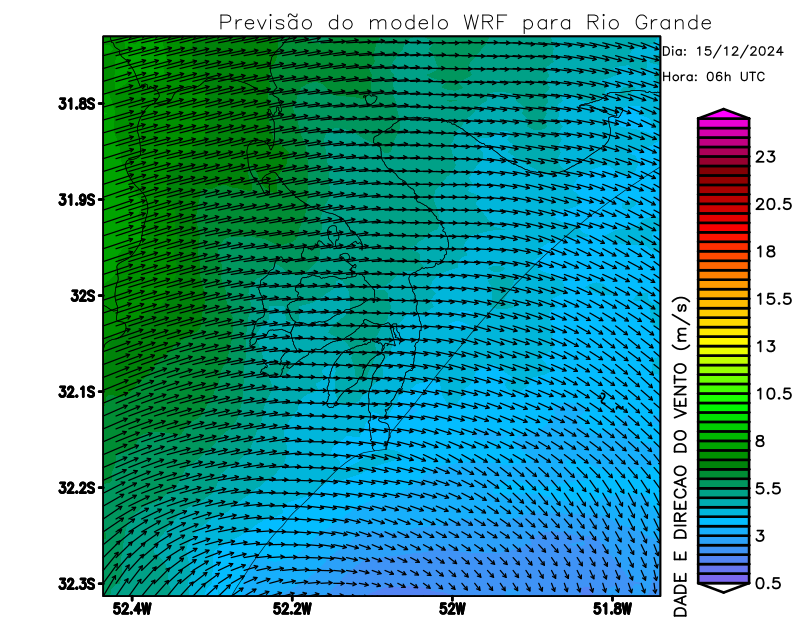 Previsão do modelo WRF para Rio Grande
Dia: 15/12/2024
Hora: 06h UTC
31.8S
31.9S
32S
32.1S
32.2S
32.3S
52.4W
52.2W
52W
51.8W
DADE E DIRECAO DO VENTO (m/s)
23
20.5
18
15.5
13
10.5
8
5.5
3
0.5